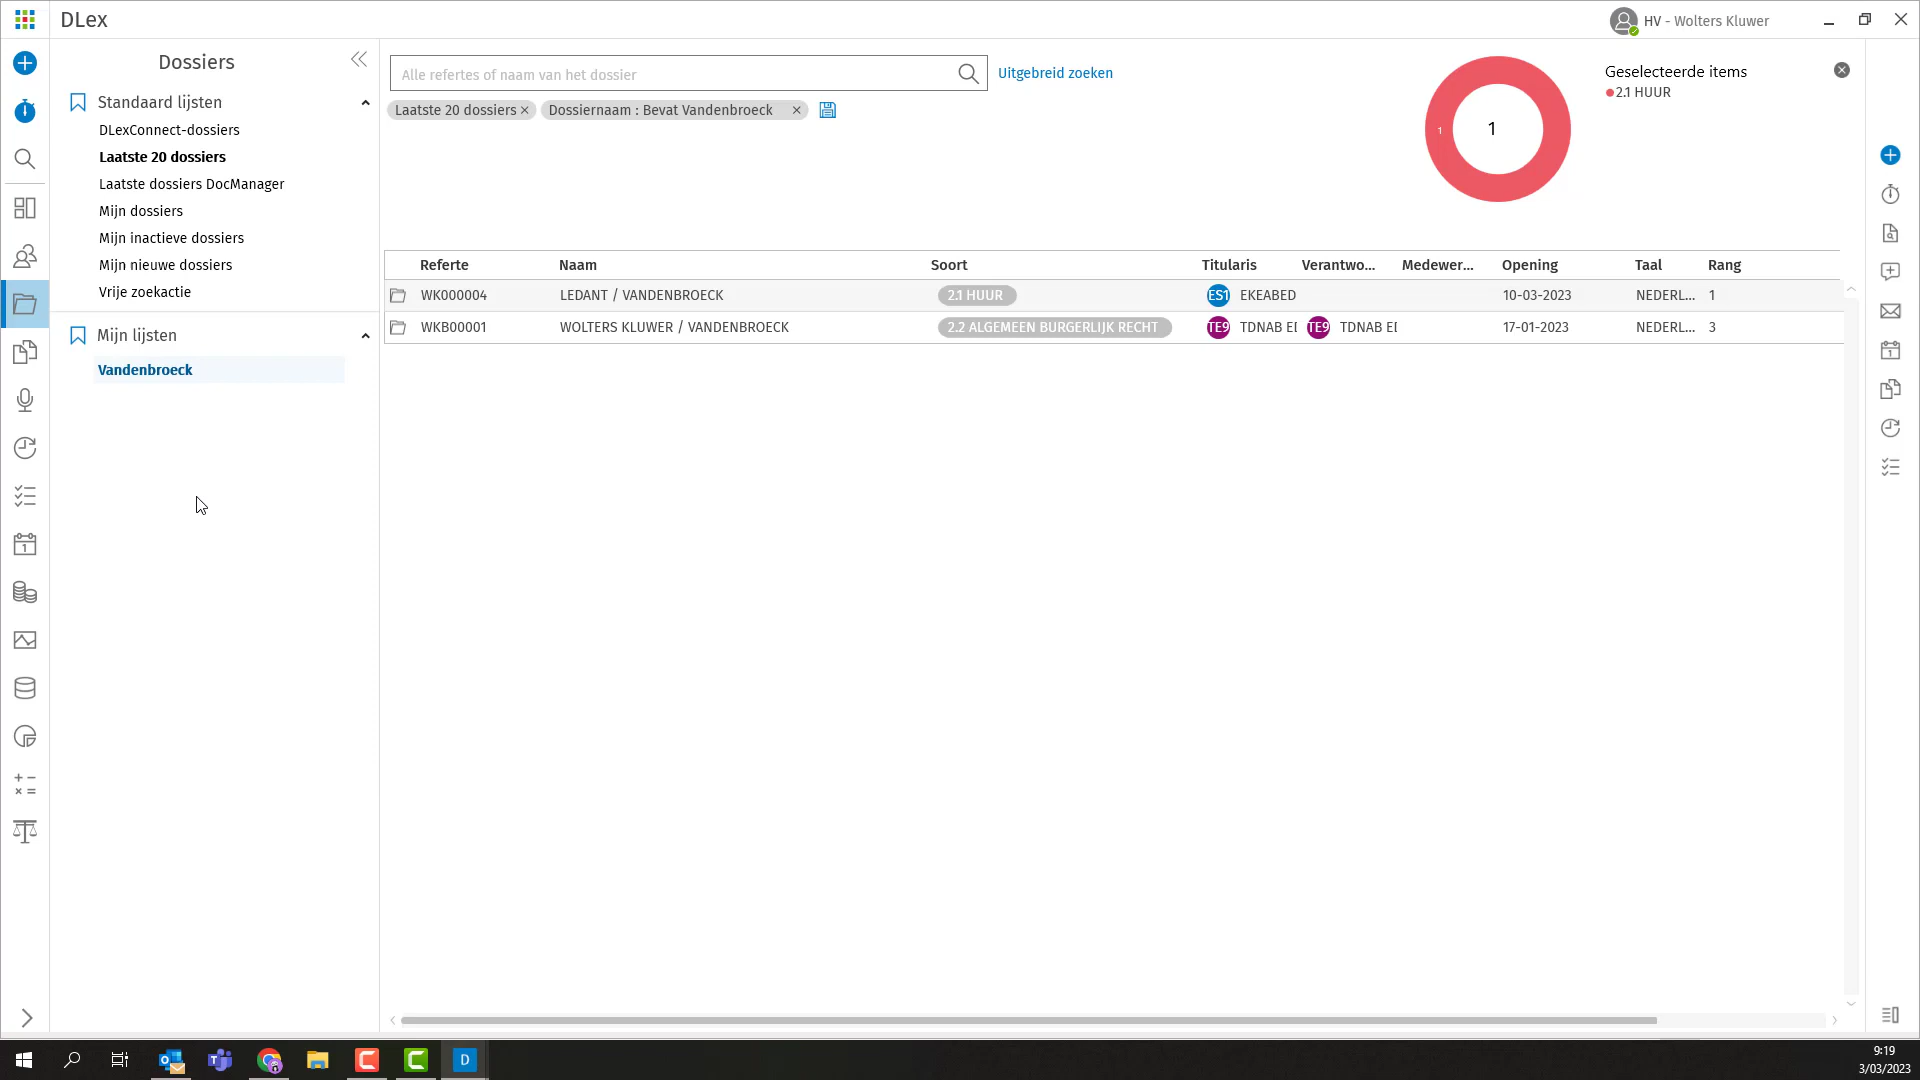 DLex
HV - Wolters Kluwer
Dossiers
Standaard lijsten
DLexConnect-dossiers
Laatste 20 dossiers
Laatste dossiers DocManager
Mijn dossiers
Mijn inactieve dossiers
Mijn nieuwe dossiers
Vrije zoekactie
Mijn lijsten
Vandenbroeck
Alle refertes of naam van het dossier
Uitgebreid zoeken
Laatste 20 dossiers × Dossiernaam : Bevat Vandenbroeck ×
1 1
Geselecteerde items
2.1 HUUR
Referte Naam Soort Titularis Verantwo... Medewer... Opening Taal Rang
WK000004 LEDANT / VANDENBROECK 2.1 HUUR ES1 EKEABED 10-03-2023 NEDERL... 1
WKB00001 WOLTERS KLUWER / VANDENBROECK 2.2 ALGEMEEN BURGERLIJK RECHT TE9 TDNAB EI TE9 TDNAB EI 17-01-2023 NEDERL... 3
1
1
D
9:19
3/03/2023